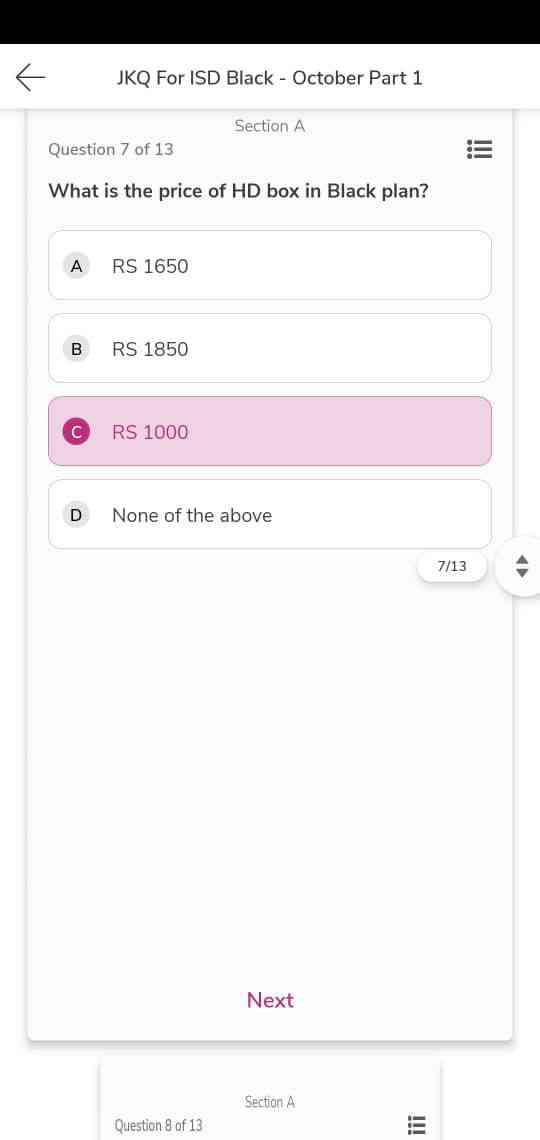 JKQ For ISD Black - October Part 1
Section A
Question 7 of 13
What is the price of HD box in Black plan?
A RS 1650
B RS 1850
C RS 1000
D None of the above
7/13
Next
Section A
Question 8 of 13